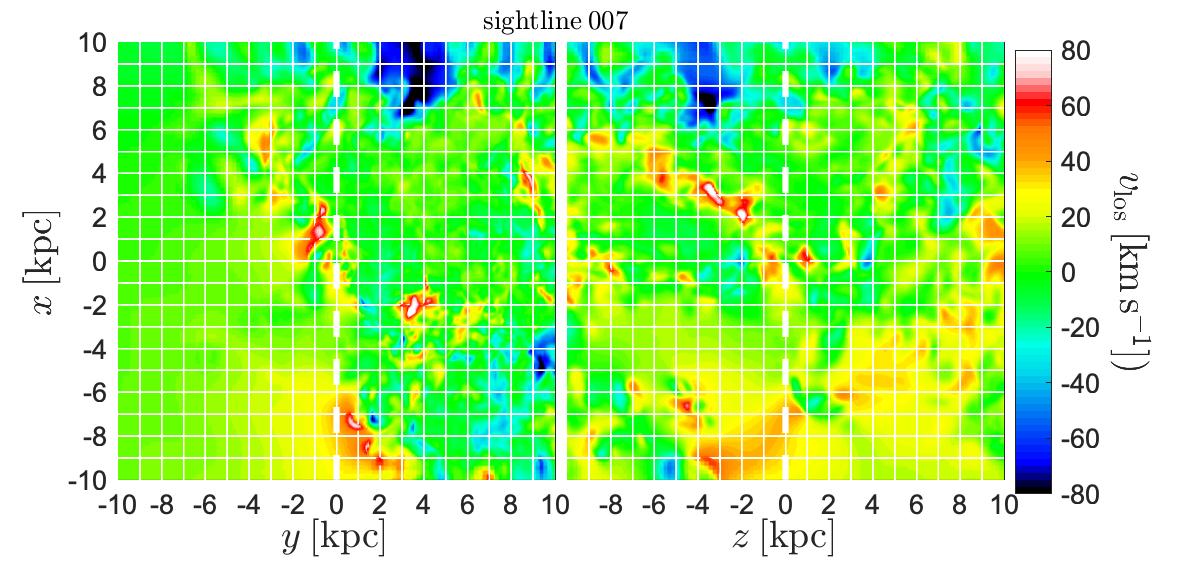 sightline 007
10
8
6
4
2
0
-2
-4
-6
-8
-10
x [kpc]
-10 -8 -6 -4 -2 0 2 4 6 8 10
y [kpc]
-8 -6 -4 -2 0 2 4 6 8 10
z [kpc]
80
60
40
20
0
-20
-40
-60
-80
v_los [km s⁻¹])